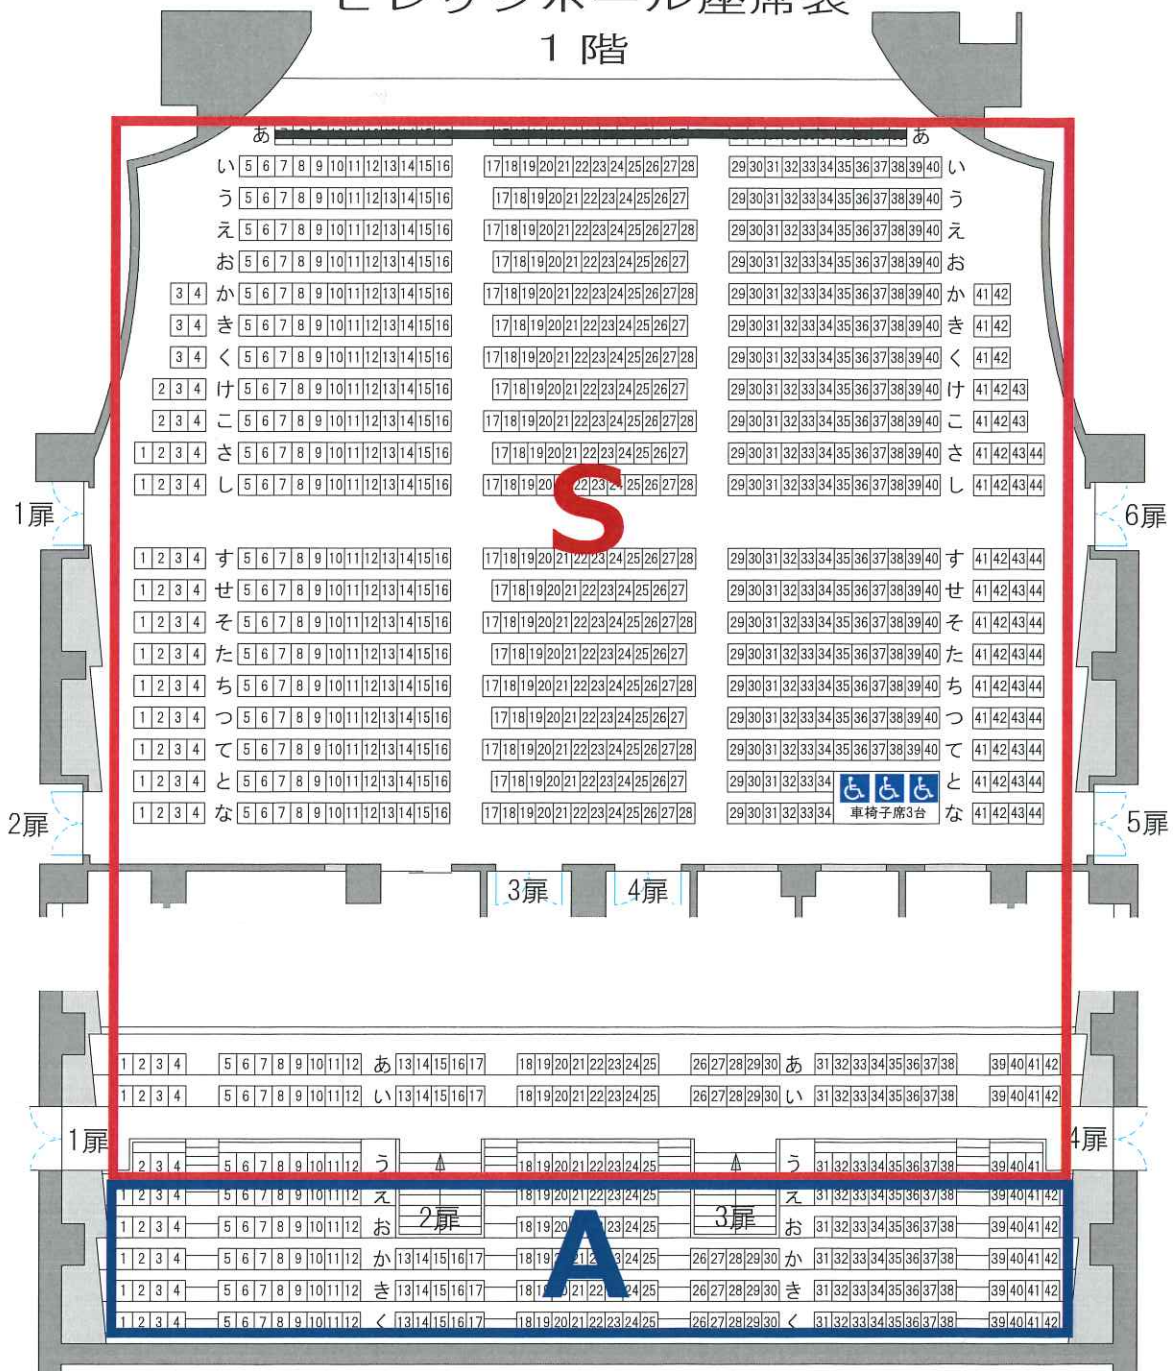 ビレッジホール座席表
1 階
あ あ
い 5 6 7 8 9 10 11 12 13 14 15 16 17 18 19 20 21 22 23 24 25 26 27 28 29 30 31 32 33 34 35 36 37 38 39 40 い
う 5 6 7 8 9 10 11 12 13 14 15 16 17 18 19 20 21 22 23 24 25 26 27 29 30 31 32 33 34 35 36 37 38 39 40 う
え 5 6 7 8 9 10 11 12 13 14 15 16 17 18 19 20 21 22 23 24 25 26 27 28 29 30 31 32 33 34 35 36 37 38 39 40 え
お 5 6 7 8 9 10 11 12 13 14 15 16 17 18 19 20 21 22 23 24 25 26 27 29 30 31 32 33 34 35 36 37 38 39 40 お
3 4 か 5 6 7 8 9 10 11 12 13 14 15 16 17 18 19 20 21 22 23 24 25 26 27 28 29 30 31 32 33 34 35 36 37 38 39 40 か 41 42
3 4 き 5 6 7 8 9 10 11 12 13 14 15 16 17 18 19 20 21 22 23 24 25 26 27 29 30 31 32 33 34 35 36 37 38 39 40 き 41 42
3 4 く 5 6 7 8 9 10 11 12 13 14 15 16 17 18 19 20 21 22 23 24 25 26 27 28 29 30 31 32 33 34 35 36 37 38 39 40 く 41 42
2 3 4 け 5 6 7 8 9 10 11 12 13 14 15 16 17 18 19 20 21 22 23 24 25 26 27 29 30 31 32 33 34 35 36 37 38 39 40 け 41 42 43
2 3 4 こ 5 6 7 8 9 10 11 12 13 14 15 16 17 18 19 20 21 22 23 24 25 26 27 28 29 30 31 32 33 34 35 36 37 38 39 40 こ 41 42 43
1 2 3 4 さ 5 6 7 8 9 10 11 12 13 14 15 16 17 18 19 20 21 22 23 24 25 26 27 29 30 31 32 33 34 35 36 37 38 39 40 さ 41 42 43 44
1 2 3 4 し 5 6 7 8 9 10 11 12 13 14 15 16 17 18 19 20 22 23 24 25 26 27 28 29 30 31 32 33 34 35 36 37 38 39 40 し 41 42 43 44
S
1扉 6扉
1 2 3 4 す 5 6 7 8 9 10 11 12 13 14 15 16 17 18 19 20 21 22 23 24 25 26 27 28 29 30 31 32 33 34 35 36 37 38 39 40 す 41 42 43 44
1 2 3 4 せ 5 6 7 8 9 10 11 12 13 14 15 16 17 18 19 20 21 22 23 24 25 26 27 29 30 31 32 33 34 35 36 37 38 39 40 せ 41 42 43 44
1 2 3 4 そ 5 6 7 8 9 10 11 12 13 14 15 16 17 18 19 20 21 22 23 24 25 26 27 28 29 30 31 32 33 34 35 36 37 38 39 40 そ 41 42 43 44
1 2 3 4 た 5 6 7 8 9 10 11 12 13 14 15 16 17 18 19 20 21 22 23 24 25 26 27 29 30 31 32 33 34 35 36 37 38 39 40 た 41 42 43 44
1 2 3 4 ち 5 6 7 8 9 10 11 12 13 14 15 16 17 18 19 20 21 22 23 24 25 26 27 28 29 30 31 32 33 34 35 36 37 38 39 40 ち 41 42 43 44
1 2 3 4 つ 5 6 7 8 9 10 11 12 13 14 15 16 17 18 19 20 21 22 23 24 25 26 27 29 30 31 32 33 34 35 36 37 38 39 40 つ 41 42 43 44
1 2 3 4 て 5 6 7 8 9 10 11 12 13 14 15 16 17 18 19 20 21 22 23 24 25 26 27 28 29 30 31 32 33 34 35 36 37 38 39 40 て 41 42 43 44
1 2 3 4 と 5 6 7 8 9 10 11 12 13 14 15 16 17 18 19 20 21 22 23 24 25 26 27 29 30 31 32 33 34 と 41 42 43 44
1 2 3 4 な 5 6 7 8 9 10 11 12 13 14 15 16 17 18 19 20 21 22 23 24 25 26 27 28 29 30 31 32 33 34 車椅子席3台 な 41 42 43 44
2扉 5扉
3扉 4扉
1 2 3 4 5 6 7 8 9 10 11 12 あ 13 14 15 16 17 18 19 20 21 22 23 24 25 26 27 28 29 30 あ 31 32 33 34 35 36 37 38 39 40 41 42
1 2 3 4 5 6 7 8 9 10 11 12 い 13 14 15 16 17 18 19 20 21 22 23 24 25 26 27 28 29 30 い 31 32 33 34 35 36 37 38 39 40 41 42
1扉 4扉
2 3 4 5 6 7 8 9 10 11 12 う 18 19 20 21 22 23 24 25 う 31 32 33 34 35 36 37 38 39 40 41
1 2 3 4 5 6 7 8 9 10 11 12 え 18 19 20 21 22 23 24 25 え 31 32 33 34 35 36 37 38 39 40 41 42
2扉 3扉
1 2 3 4 5 6 7 8 9 10 11 12 お 18 19 20 21 23 24 25 お 31 32 33 34 35 36 37 38 39 40 41 42
A
1 2 3 4 5 6 7 8 9 10 11 12 か 13 14 15 16 17 18 19 21 23 24 25 26 27 28 29 30 か 31 32 33 34 35 36 37 38 39 40 41 42
1 2 3 4 5 6 7 8 9 10 11 12 き 13 14 15 16 17 18 21 22 24 25 26 27 28 29 30 き 31 32 33 34 35 36 37 38 39 40 41 42
1 2 3 4 5 6 7 8 9 10 11 12 く 13 14 15 16 17 18 19 20 21 22 23 24 25 26 27 28 29 30 く 31 32 33 34 35 36 37 38 39 40 41 42